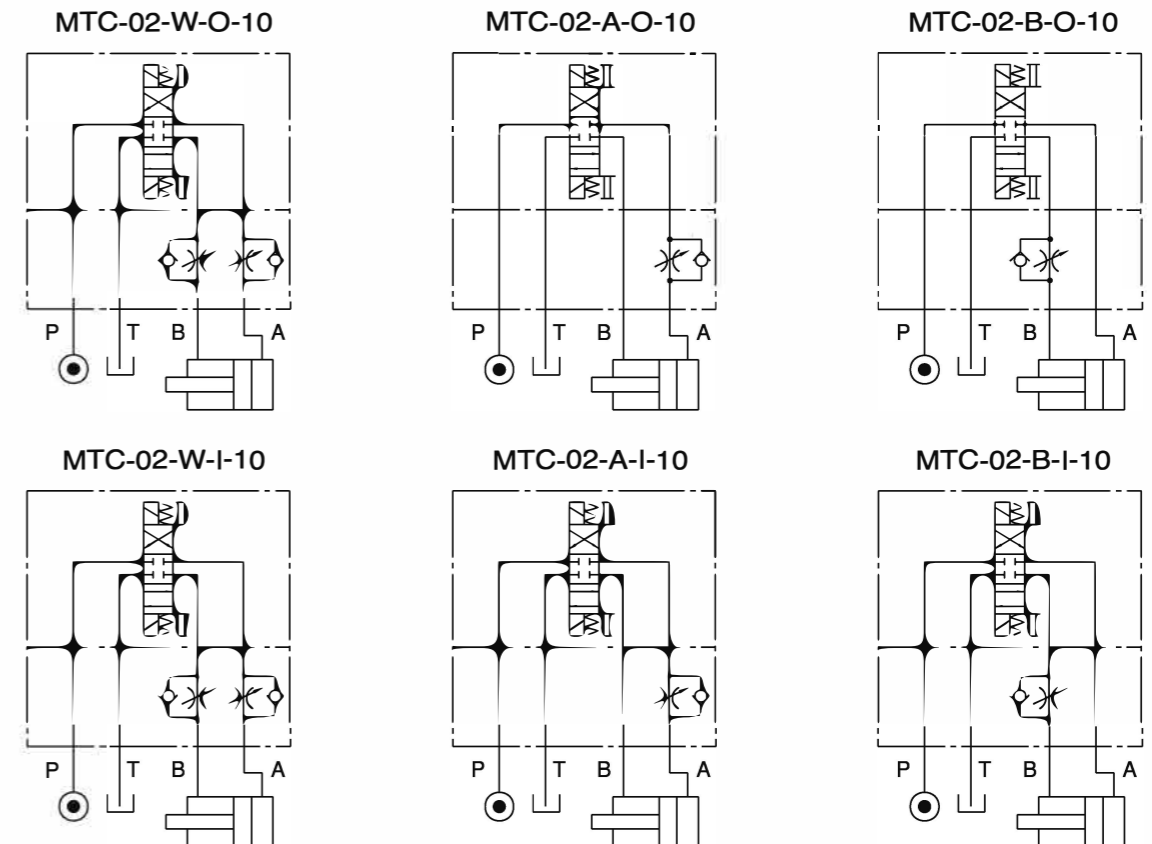 MTC-02-W-O-10 MTC-02-A-O-10 MTC-02-B-O-10
P T B A P T B A P T B A
MTC-02-W-I-10 MTC-02-A-I-10 MTC-02-B-I-10
P T B A P T B A P T B A